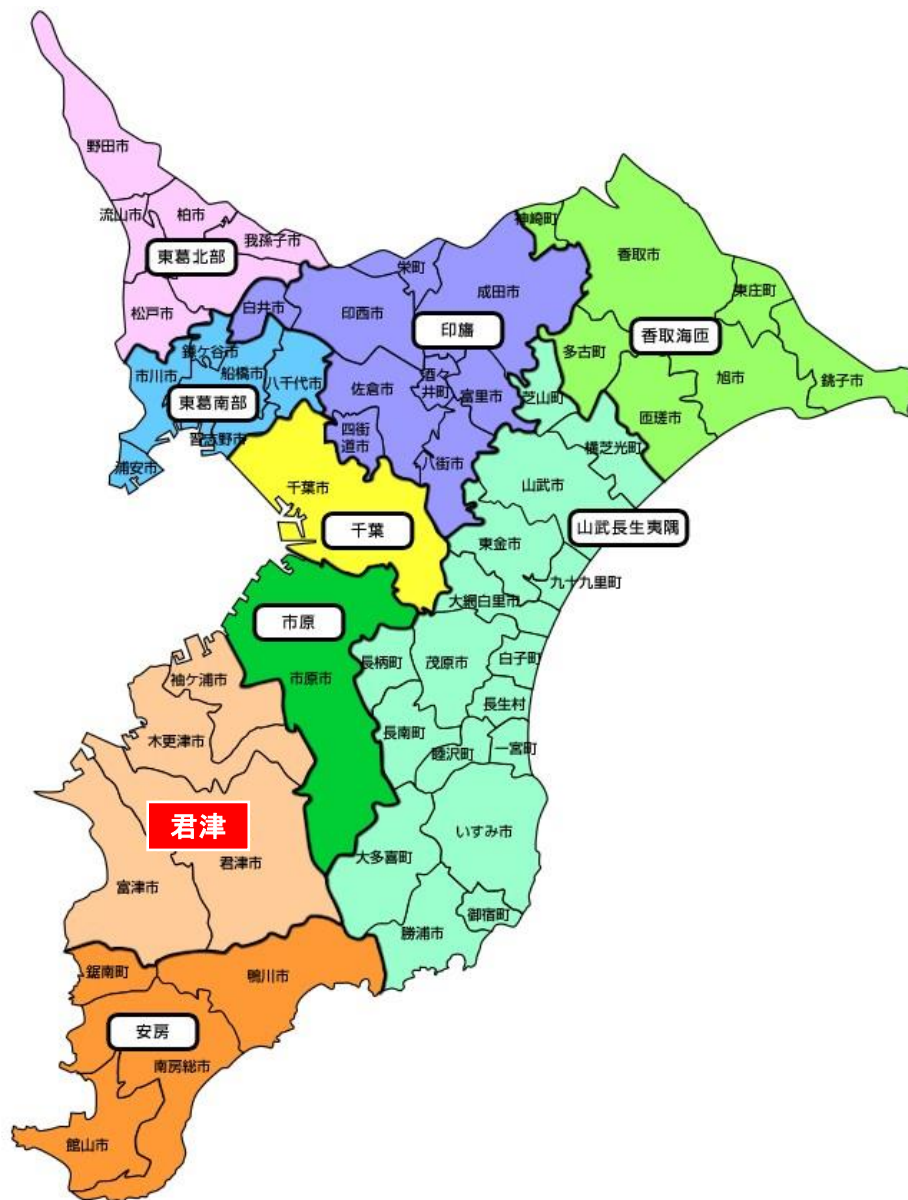 野田市
流山市
柏市
我孫子市
東葛北部
松戸市
白井市
印西市
栄町
成田市
印旛
神崎町
香取市
東庄町
香取海匝
多古町
旭市
銚子市
匝瑳市
市川市
鎌ケ谷市
船橋市
八千代市
東葛南部
習志野市
浦安市
佐倉市
酒々
井町
富里市
四街
道市
八街市
芝山町
横芝光町
山武市
山武長生夷隅
千葉市
千葉
東金市
九十九里町
大網白里市
市原
市原市
長柄町
茂原市
白子町
長生村
長南町
睦沢町
一宮町
袖ケ浦市
木更津市
君津
君津市
富津市
いすみ市
大多喜町
御宿町
勝浦市
鋸南町
鴨川市
安房
南房総市
館山市